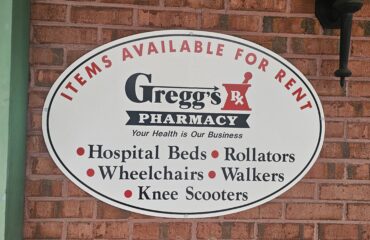 ITEMS AVAILABLE FOR RENT
Gregg's Rx
PHARMACY
Your Health is Our Business
• Hospital Beds • Rollators
• Wheelchairs • Walkers
• Knee Scooters